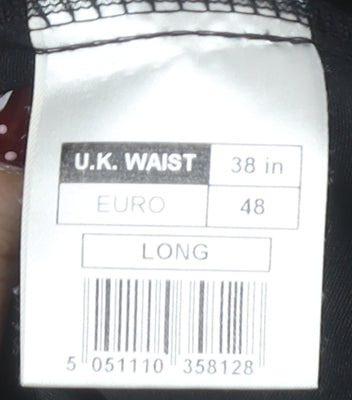 U.K. WAIST 38 in
EURO 48
LONG
5 051110 358128